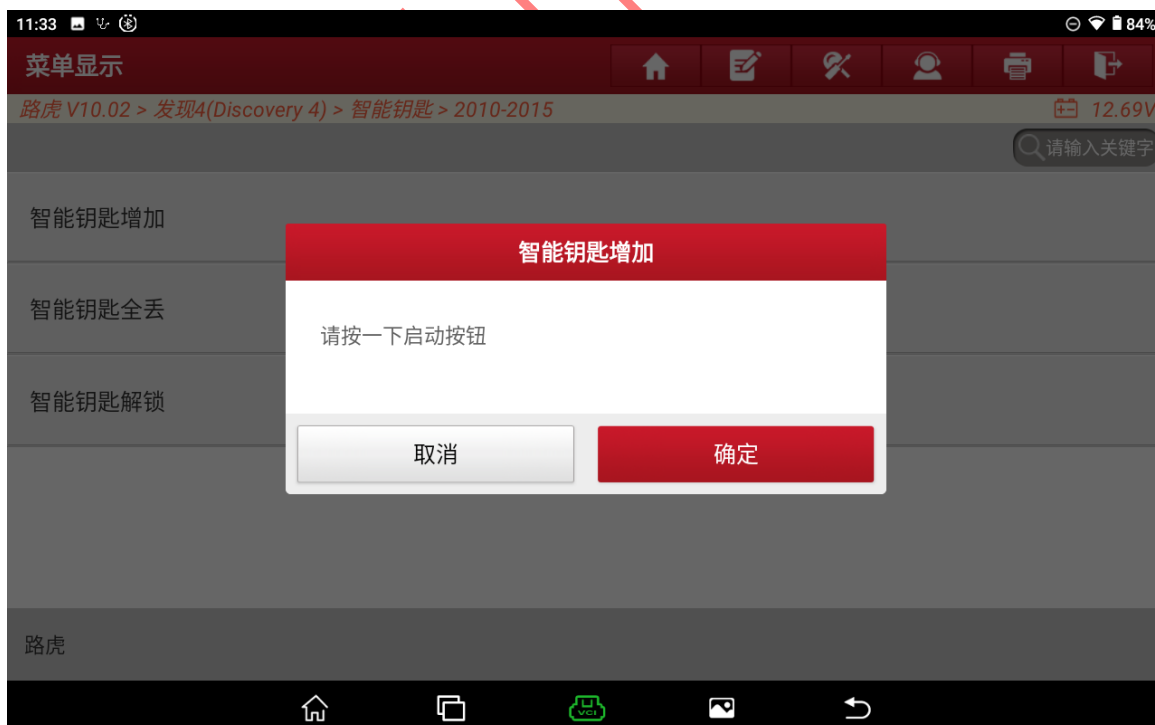 11:33
84%
菜单显示
路虎 V10.02 > 发现4(Discovery 4) > 智能钥匙 > 2010-2015
12.69V
请输入关键字
智能钥匙增加
智能钥匙增加
智能钥匙全丢
请按一下启动按钮
智能钥匙解锁
取消
确定
路虎
VCI